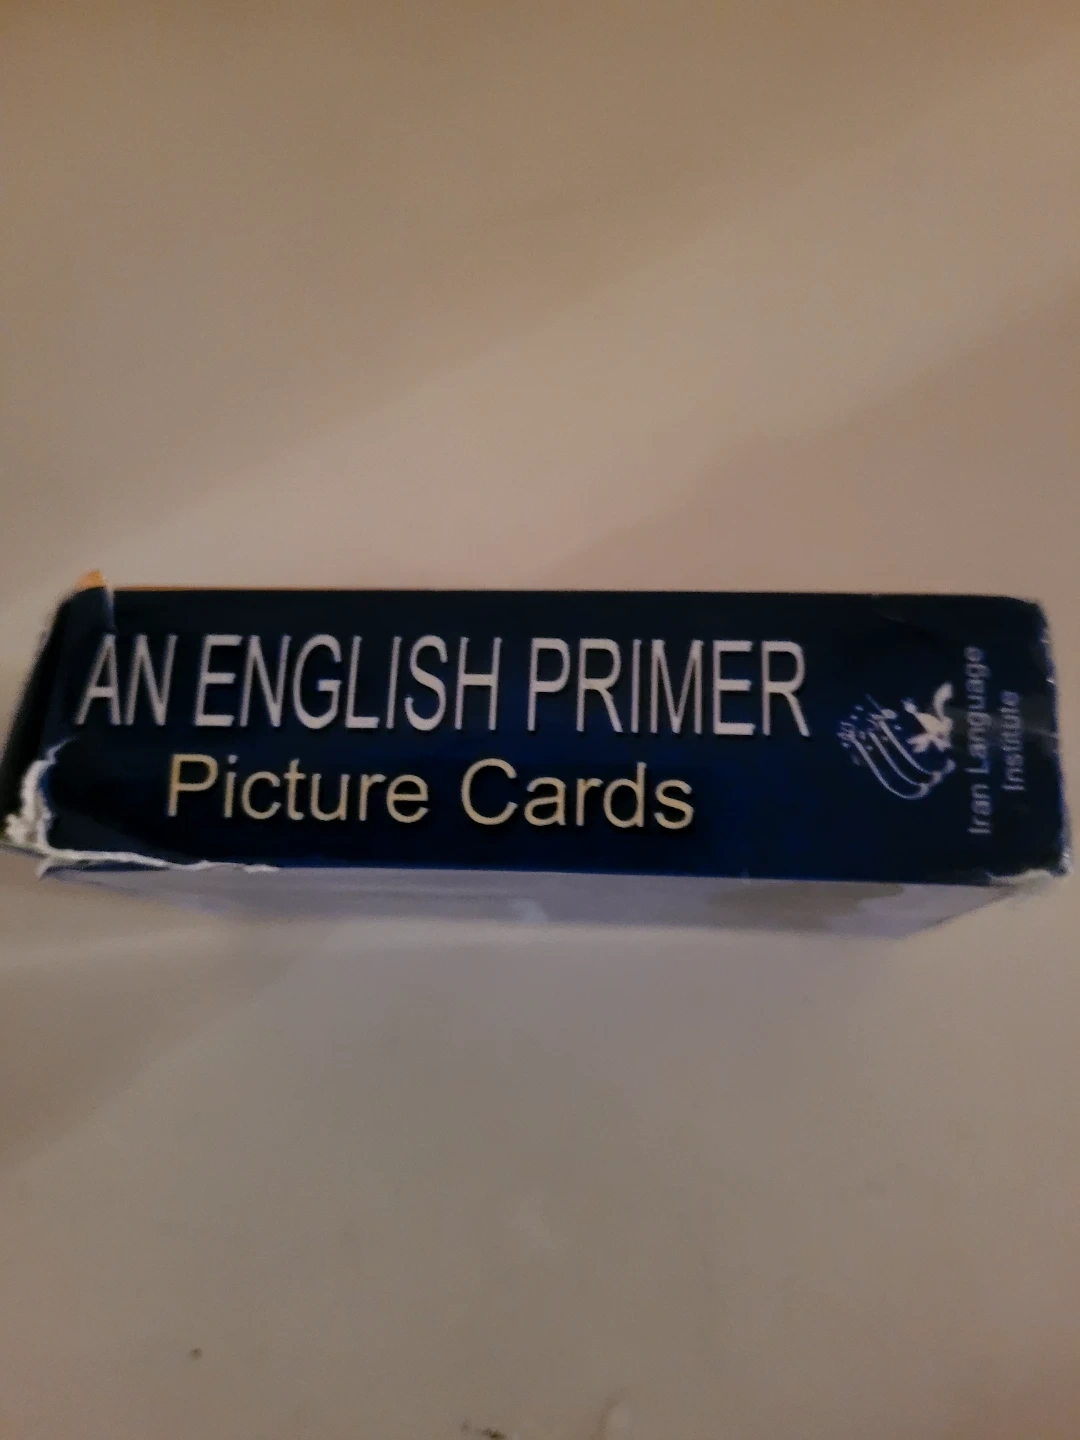 AN ENGLISH PRIMER
Picture Cards
Iran Language
Institute